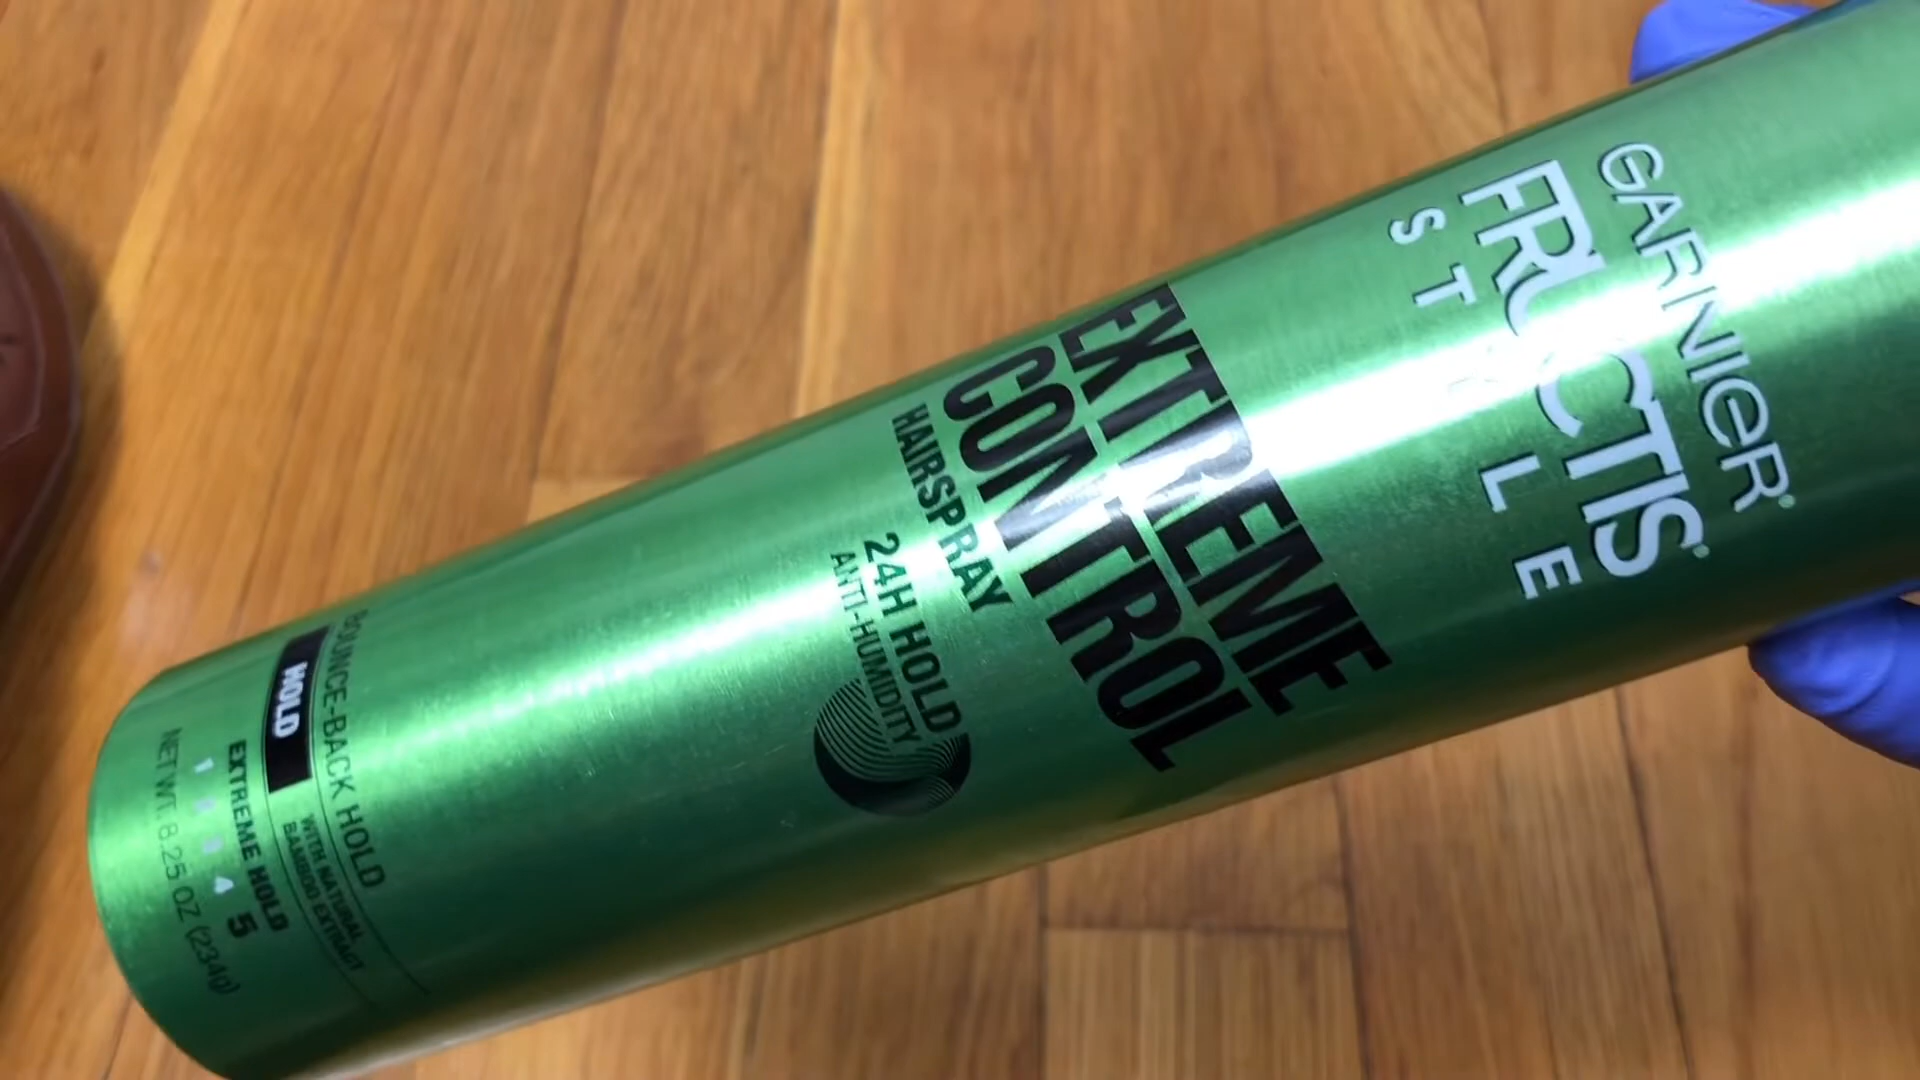 GARNIER®
FRUCTIS®
STYLE
EXTREME
CONTROL
HAIRSPRAY
24H HOLD
ANTI-HUMIDITY
BOUNCE-BACK HOLD
HOLD
WITH NATURAL
BAMBOO EXTRACT
EXTREME HOLD
1 2 3 4 5
NET WT. 8.25 OZ (234g)